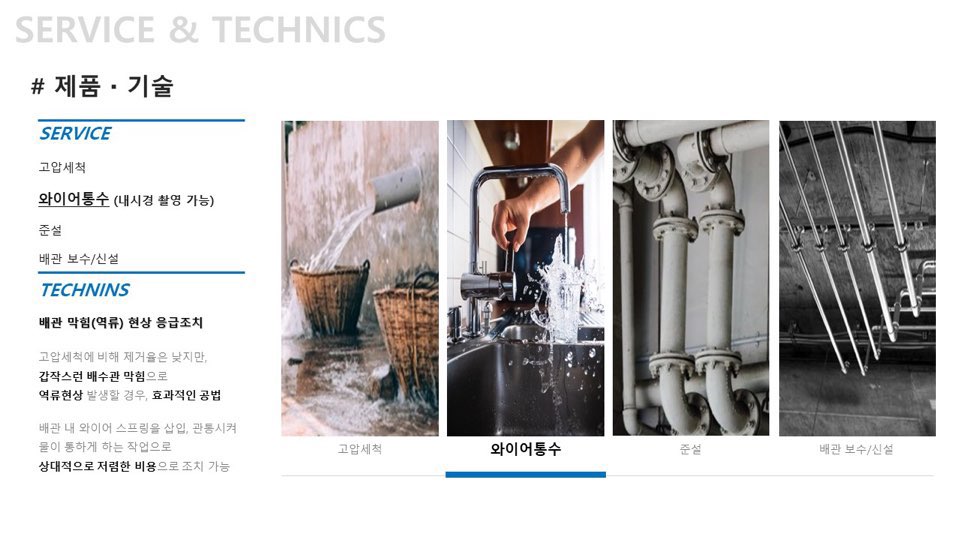 SERVICE & TECHNICS
# 제품 · 기술
SERVICE
고압세척
와이어통수 (내시경 촬영 가능)
준설
배관 보수/신설
TECHNINS
배관 막힘(역류) 현상 응급조치
고압세척에 비해 제거율은 낮지만,
갑작스런 배수관 막힘으로
역류현상 발생할 경우, 효과적인 공법
배관 내 와이어 스프링을 삽입, 관통시켜
물이 통하게 하는 작업으로
상대적으로 저렴한 비용으로 조치 가능
고압세척
와이어통수
준설
배관 보수/신설